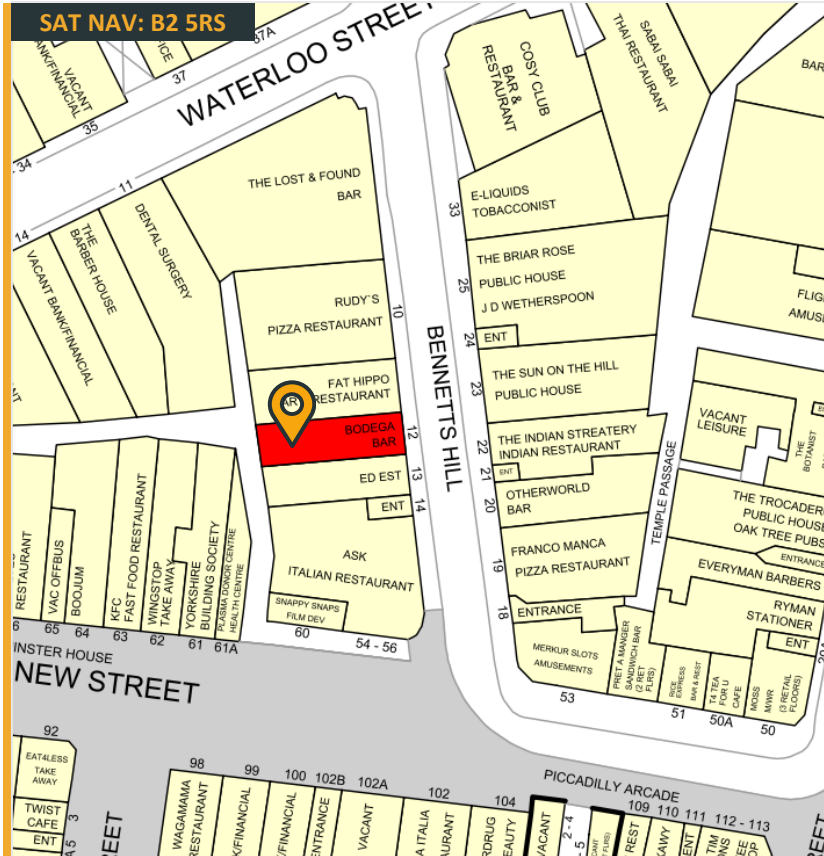 SAT NAV: B2 5RS
37A
37
VACANT
35
34
WATERLOO STREET
COSY CLUB
BAR &
RESTAURANT
SABAI SABAI
THAI RESTAURANT
BAR
THE LOST & FOUND
BAR
11
DENTAL SURGERY
14
THE
BARBER HOUSE
VACANT BANK/FINANCIAL
E-LIQUIDS
TOBACCONIST
33
THE BRIAR ROSE
PUBLIC HOUSE
J D WETHERSPOON
25
24
ENT
RUDY'S
PIZZA RESTAURANT
10
BENNETTS HILL
FAT HIPPO
RESTAURANT
BODEGA
BAR
12
ED EST
13
ENT
14
ASK
ITALIAN RESTAURANT
SNAPPY SNAPS
FILM DEV
60
54 - 56
THE SUN ON THE HILL
PUBLIC HOUSE
23
THE INDIAN STREATERY
INDIAN RESTAURANT
22
21
ENT
OTHERWORLD
BAR
20
FRANCO MANCA
PIZZA RESTAURANT
19
18
ENTRANCE
MERKUR SLOTS
AMUSEMENTS
53
PRET A MANGER
SANDWICH BAR
(2 RET
FLRS)
RICE
EXPRESS
BAR & REST
51
T4 TEA
FOR U
CAFE
50A
MOSS
M/WR
(3 RETAIL
FLOORS)
50
TEMPLE PASSAGE
VACANT
LEISURE
THE
BOTANIST
PUBLIC HOUSE
OAK TREE PUBS
ENTRANCE
EVERYMAN BARBERS
RYMAN
STATIONER
ENT
RESTAURANT
VAC OFFBUS
65
BOOJUM
64
KFC
FAST FOOD RESTAURANT
63
WINGSTOP
TAKE AWAY
62
YORKSHIRE
BUILDING SOCIETY
61
PLASMA DONOR CENTRE
HEALTH CENTRE
61A
HOUSE
NEW STREET
PICCADILLY ARCADE
92
EAT4LESS
TAKE
AWAY
TWIST
CAFE
3
ENT
98
WAGAMAMA
RESTAURANT
99
100
102B
102A
VACANT
102
104
VACANT
2 - 4
109
110
111
112 - 113